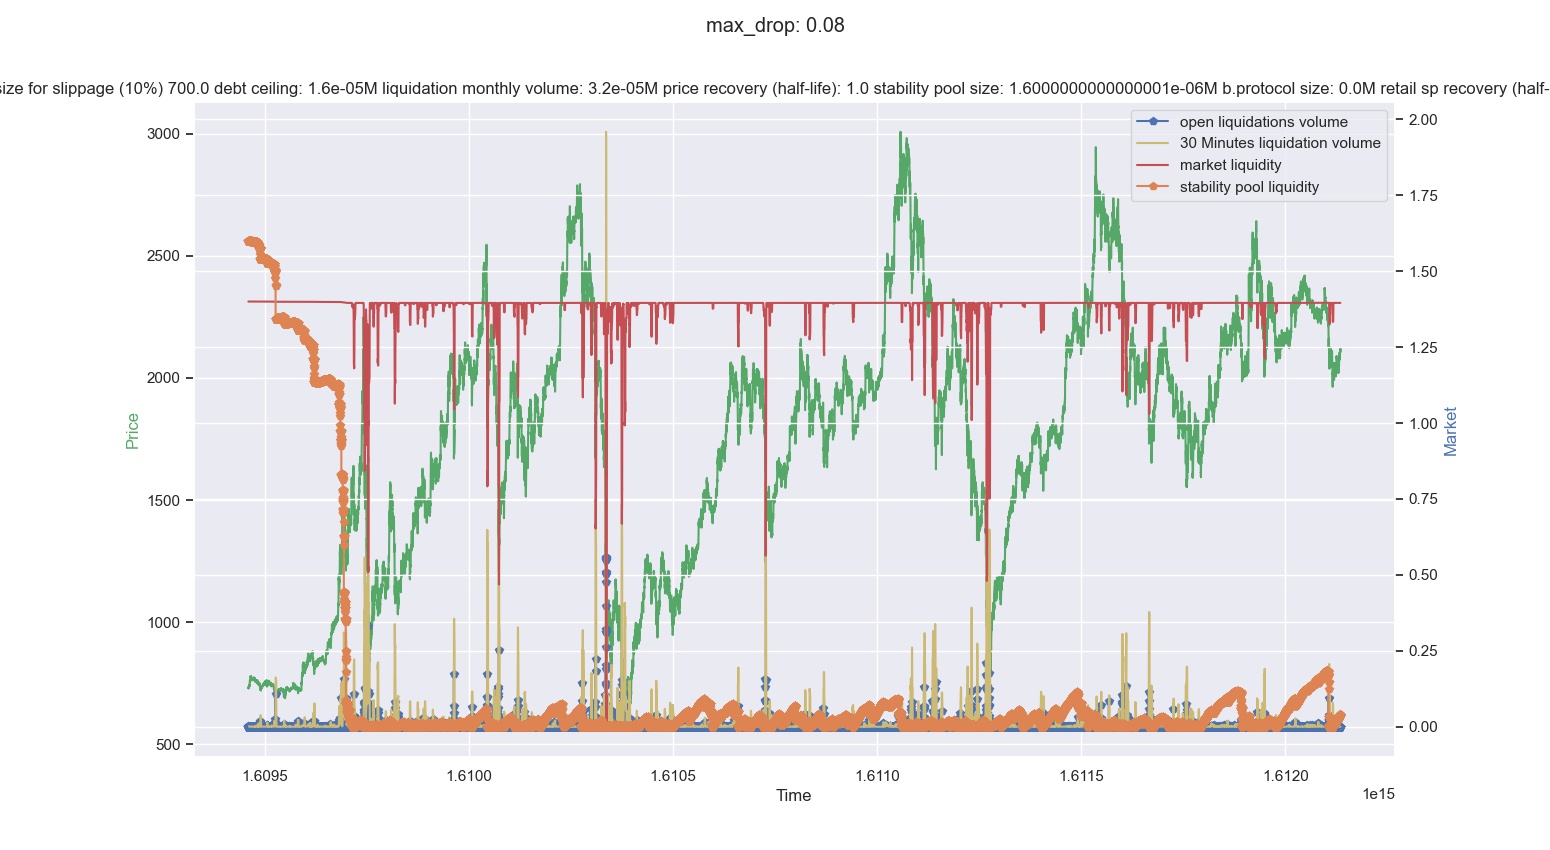 max_drop: 0.08
size for slippage (10%) 700.0 debt ceiling: 1.6e-05M liquidation monthly volume: 3.2e-05M price recovery (half-life): 1.0 stability pool size: 1.6000000000000001e-06M b.protocol size: 0.0M retail sp recovery (half-
open liquidations volume
30 Minutes liquidation volume
market liquidity
stability pool liquidity
3000
2500
2000
1500
1000
500
Price
2.00
1.75
1.50
1.25
1.00
0.75
0.50
0.25
0.00
Market
1.6095 1.6100 1.6105 1.6110 1.6115 1.6120
1e15
Time